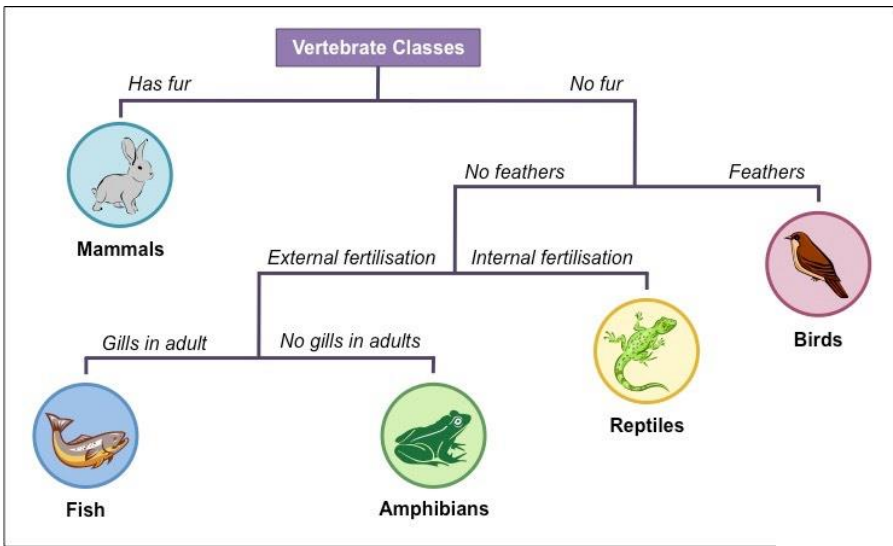 Vertebrate Classes
Has fur
No fur
Mammals
No feathers
Feathers
Birds
External fertilisation
Internal fertilisation
Reptiles
Gills in adult
No gills in adults
Fish
Amphibians